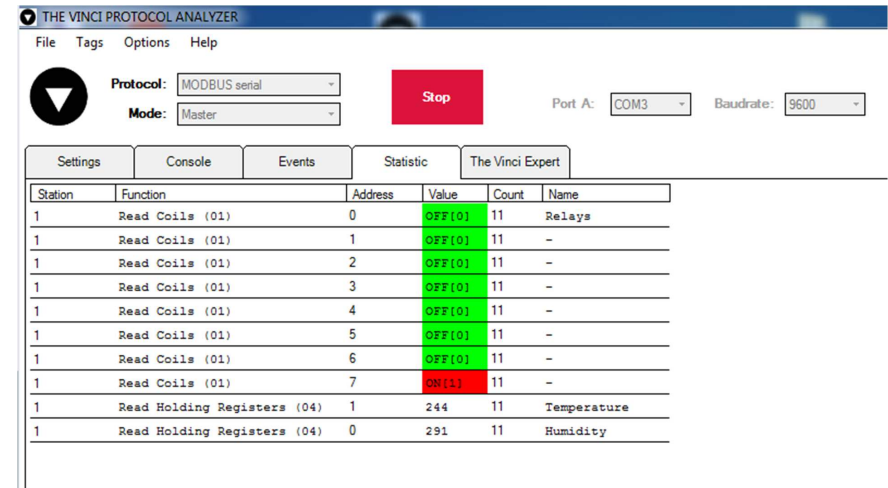 THE VINCI PROTOCOL ANALYZER
File Tags Options Help
Protocol: MODBUS serial
Mode: Master
Stop
Port A: COM3 Baudrate: 9600
Settings Console Events Statistic The Vinci Expert
Station Function Address Value Count Name
1 Read Coils (01) 0 OFF[0] 11 Relays
1 Read Coils (01) 1 OFF[0] 11 -
1 Read Coils (01) 2 OFF[0] 11 -
1 Read Coils (01) 3 OFF[0] 11 -
1 Read Coils (01) 4 OFF[0] 11 -
1 Read Coils (01) 5 OFF[0] 11 -
1 Read Coils (01) 6 OFF[0] 11 -
1 Read Coils (01) 7 ON[1] 11 -
1 Read Holding Registers (04) 1 244 11 Temperature
1 Read Holding Registers (04) 0 291 11 Humidity